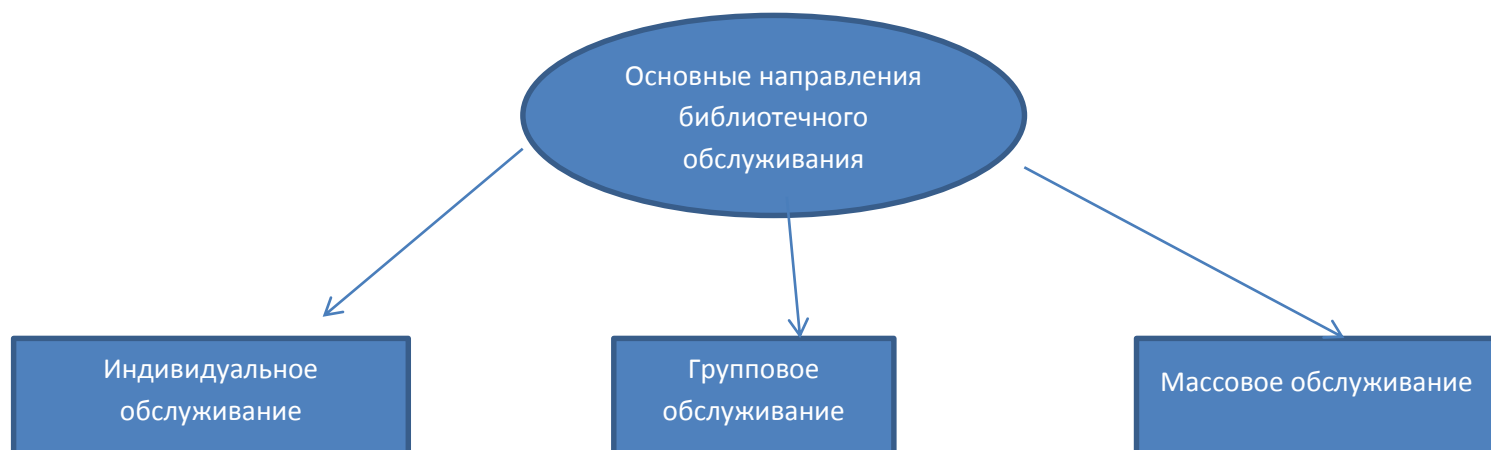 Основные направления
библиотечного
обслуживания
Индивидуальное
обслуживание
Групповое
обслуживание
Массовое обслуживание